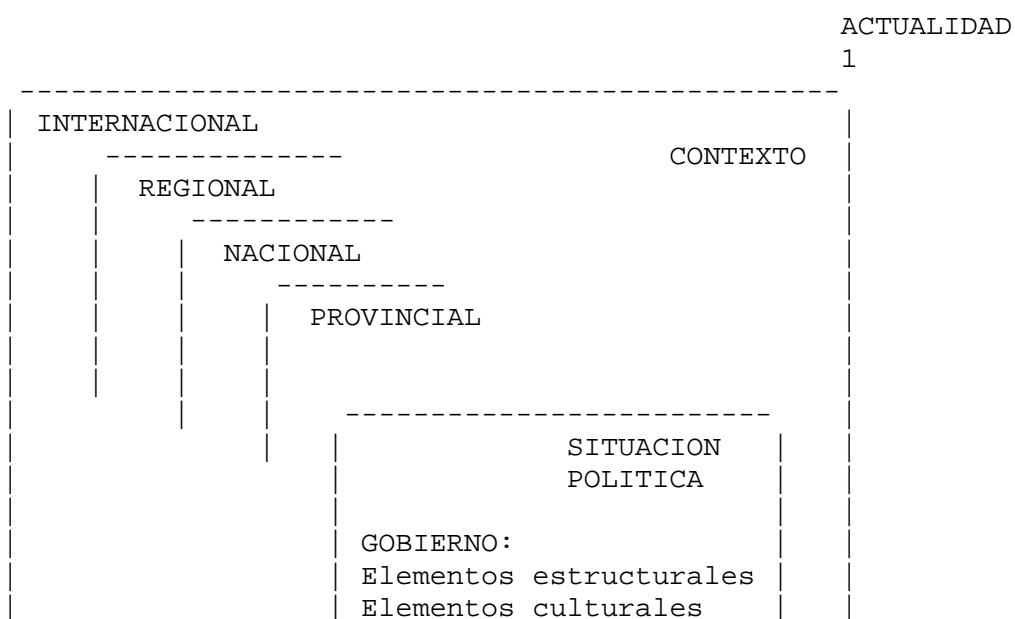 ACTUALIDAD
1
INTERNACIONAL
CONTEXTO
REGIONAL
NACIONAL
PROVINCIAL
SITUACION
POLITICA
GOBIERNO:
Elementos estructurales
Elementos culturales